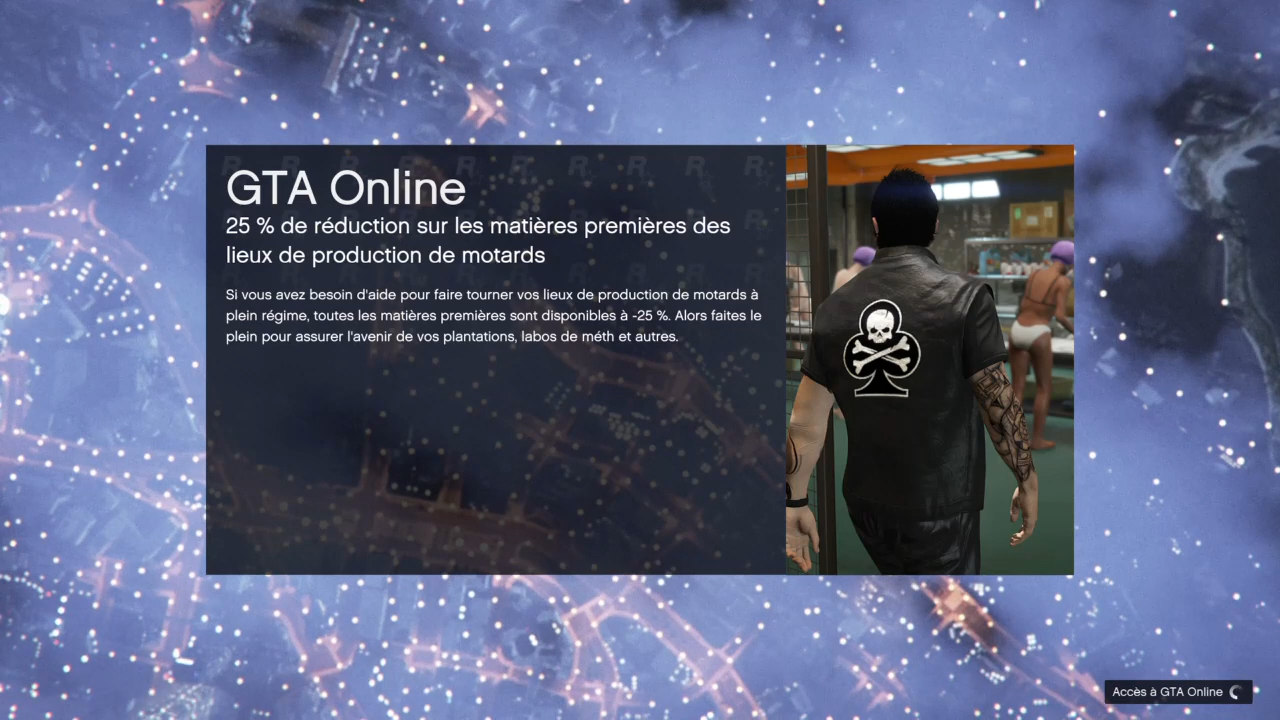 GTA Online
25 % de réduction sur les matières premières des
lieux de production de motards
Si vous avez besoin d'aide pour faire tourner vos lieux de production de motards à
plein régime, toutes les matières premières sont disponibles à -25 %. Alors faites le
plein pour assurer l'avenir de vos plantations, labos de méth et autres.
Accès à GTA Online